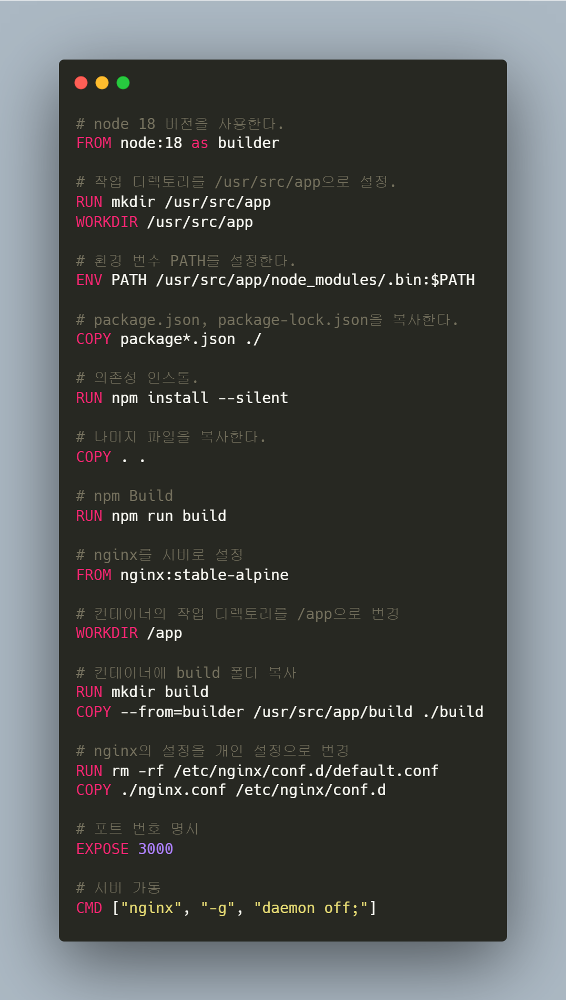 # node 18 버전을 사용한다.
FROM node:18 as builder
# 작업 디렉토리를 /usr/src/app으로 설정.
RUN mkdir /usr/src/app
WORKDIR /usr/src/app
# 환경 변수 PATH를 설정한다.
ENV PATH /usr/src/app/node_modules/.bin:$PATH
# package.json, package-lock.json을 복사한다.
COPY package*.json ./
# 의존성 인스톨.
RUN npm install --silent
# 나머지 파일을 복사한다.
COPY . .
# npm Build
RUN npm run build
# nginx를 서버로 설정
FROM nginx:stable-alpine
# 컨테이너의 작업 디렉토리를 /app으로 변경
WORKDIR /app
# 컨테이너에 build 폴더 복사
RUN mkdir build
COPY --from=builder /usr/src/app/build ./build
# nginx의 설정을 개인 설정으로 변경
RUN rm -rf /etc/nginx/conf.d/default.conf
COPY ./nginx.conf /etc/nginx/conf.d
# 포트 번호 명시
EXPOSE 3000
# 서버 가동
CMD ["nginx", "-g", "daemon off;"]